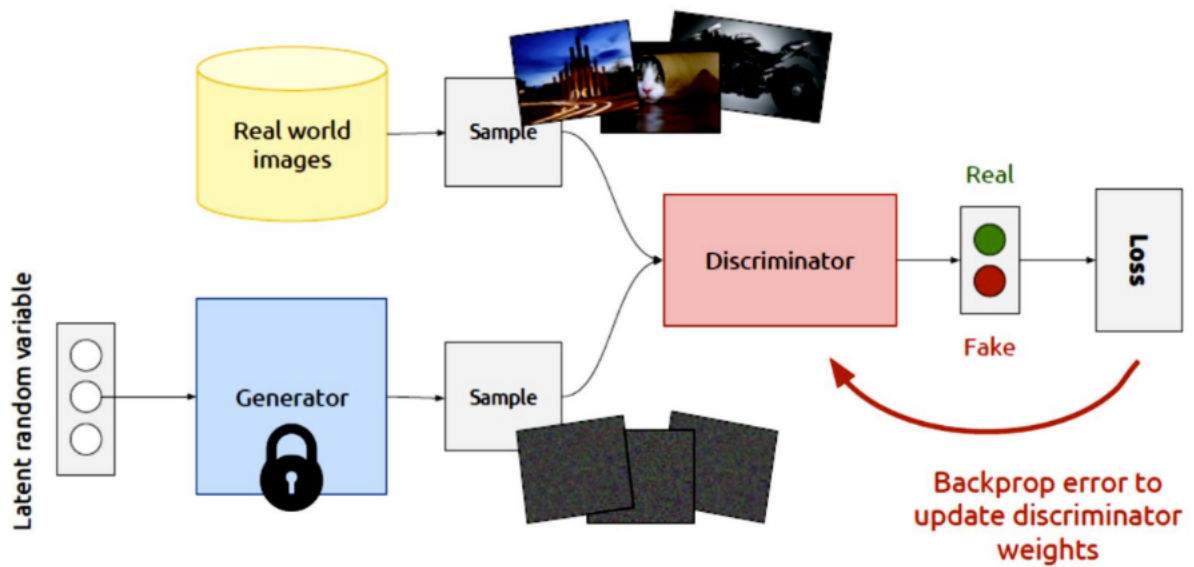 Real world
images
Sample
Latent random variable
Generator
Sample
Discriminator
Real
Fake
Loss
Backprop error to
update discriminator
weights